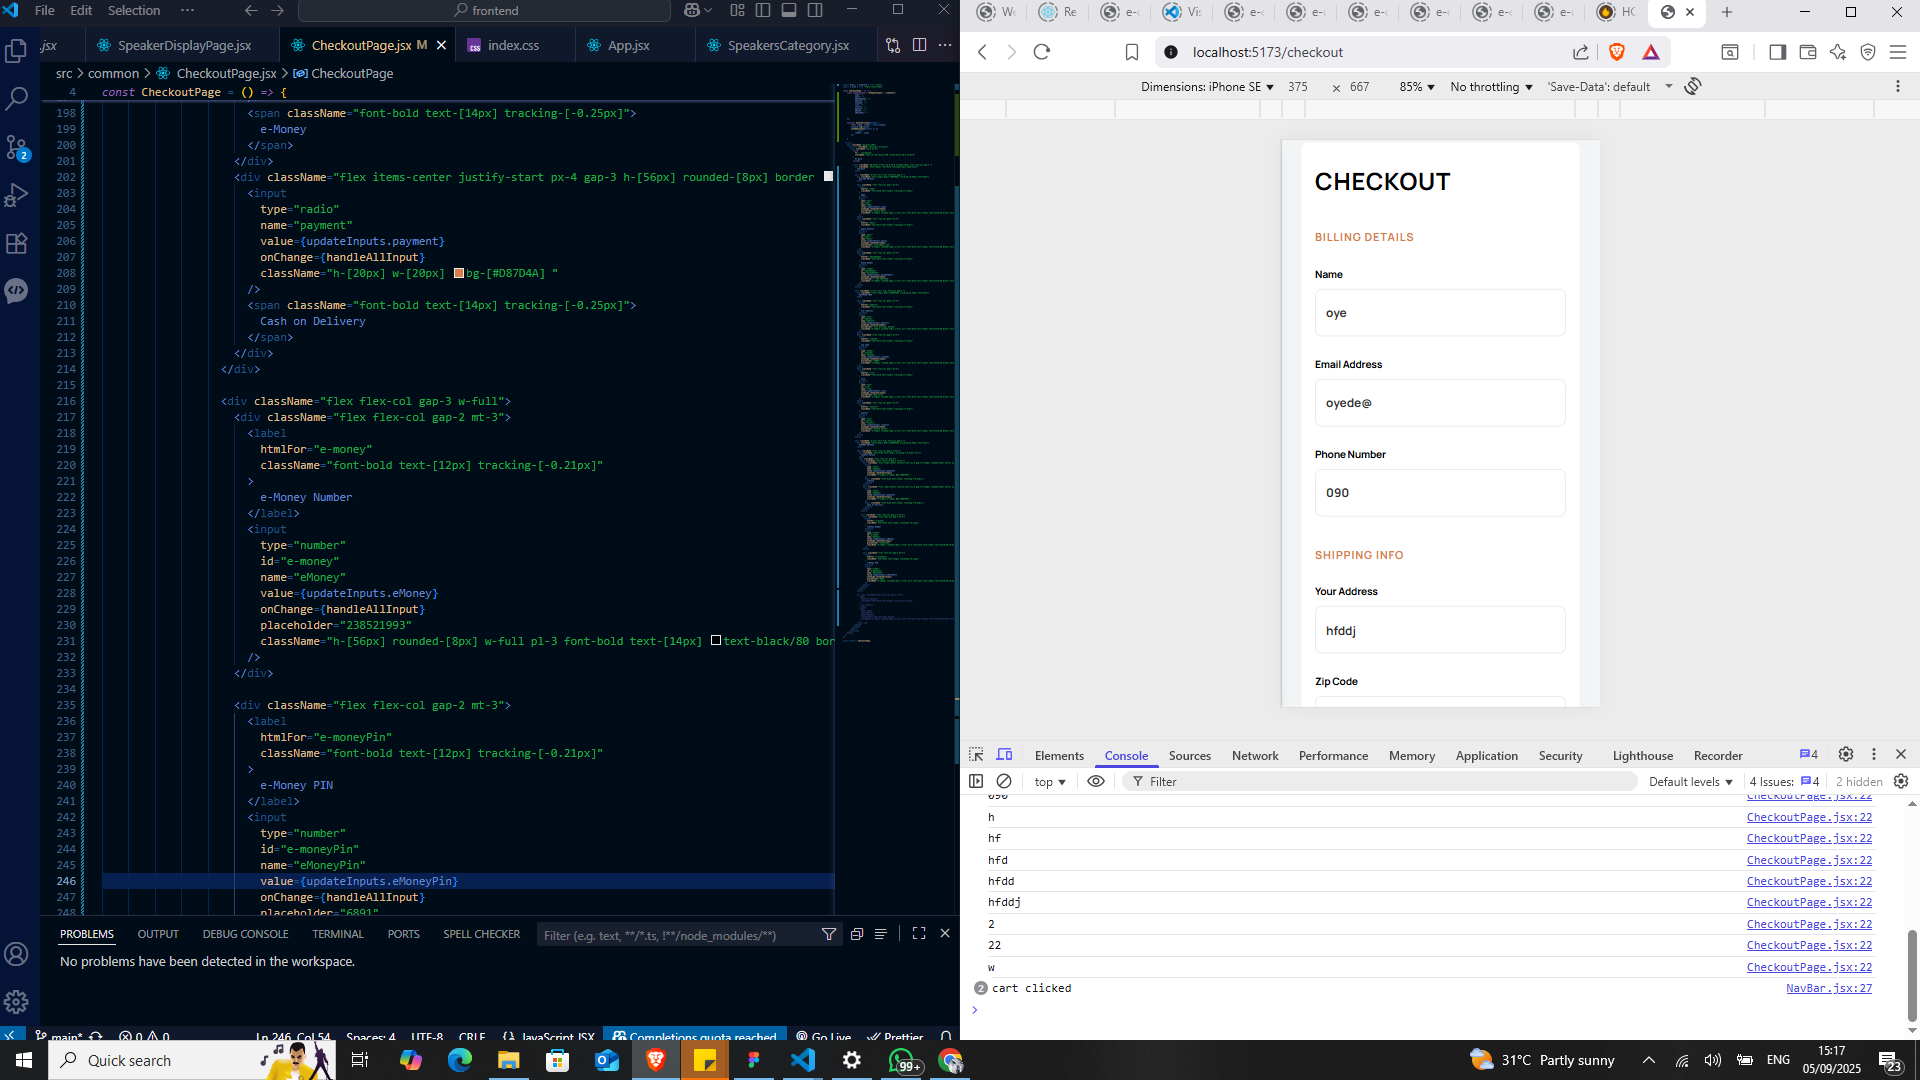 File Edit Selection ··· frontend
.jsx SpeakerDisplayPage.jsx CheckoutPage.jsx M index.css App.jsx SpeakersCategory.jsx
src > common > CheckoutPage.jsx > CheckoutPage
4 const CheckoutPage = () => {
198 <span className="font-bold text-[14px] tracking-[-0.25px]">
199 e-Money
200 </span>
201 </div>
202 <div className="flex items-center justify-start px-4 gap-3 h-[56px] rounded-[8px] border
203 <input
204 type="radio"
205 name="payment"
206 value={updateInputs.payment}
207 onChange={handleAllInput}
208 className="h-[20px] w-[20px] bg-[#D87D4A] "
209 />
210 <span className="font-bold text-[14px] tracking-[-0.25px]">
211 Cash on Delivery
212 </span>
213 </div>
214 </div>
215
216 <div className="flex flex-col gap-3 w-full">
217 <div className="flex flex-col gap-2 mt-3">
218 <label
219 htmlFor="e-money"
220 className="font-bold text-[12px] tracking-[-0.21px]"
221 >
222 e-Money Number
223 </label>
224 <input
225 type="number"
226 id="e-money"
227 name="eMoney"
228 value={updateInputs.eMoney}
229 onChange={handleAllInput}
230 placeholder="238521993"
231 className="h-[56px] rounded-[8px] w-full pl-3 font-bold text-[14px] text-black/80 bor
232 />
233 </div>
234
235 <div className="flex flex-col gap-2 mt-3">
236 <label
237 htmlFor="e-moneyPin"
238 className="font-bold text-[12px] tracking-[-0.21px]"
239 >
240 e-Money PIN
241 </label>
242 <input
243 type="number"
244 id="e-moneyPin"
245 name="eMoneyPin"
246 value={updateInputs.eMoneyPin}
247 onChange={handleAllInput}
248 placeholder="6891"
PROBLEMS OUTPUT DEBUG CONSOLE TERMINAL PORTS SPELL CHECKER Filter (e.g. text, **/*.ts, !**/node_modules/**)
No problems have been detected in the workspace.
main* 0 0 Ln 246, Col 54 Spaces: 4 UTF-8 CRLF {} JavaScript JSX Completions quota reached Go Live Prettier
2
We Re e-c Vis e-c e-c e-c e-c e-c e-c HC
localhost:5173/checkout
Dimensions: iPhone SE 375 × 667 85% No throttling 'Save-Data': default
CHECKOUT
BILLING DETAILS
Name
oye
Email Address
oyede@
Phone Number
090
SHIPPING INFO
Your Address
hfddj
Zip Code
Elements Console Sources Network Performance Memory Application Security Lighthouse Recorder 4
top Filter Default levels 4 Issues: 4 2 hidden
090 CheckoutPage.jsx:22
h CheckoutPage.jsx:22
hf CheckoutPage.jsx:22
hfd CheckoutPage.jsx:22
hfdd CheckoutPage.jsx:22
hfddj CheckoutPage.jsx:22
2 CheckoutPage.jsx:22
22 CheckoutPage.jsx:22
w CheckoutPage.jsx:22
2 cart clicked NavBar.jsx:27
Quick search 99+ 31°C Partly sunny ENG 15:17
05/09/2025 23